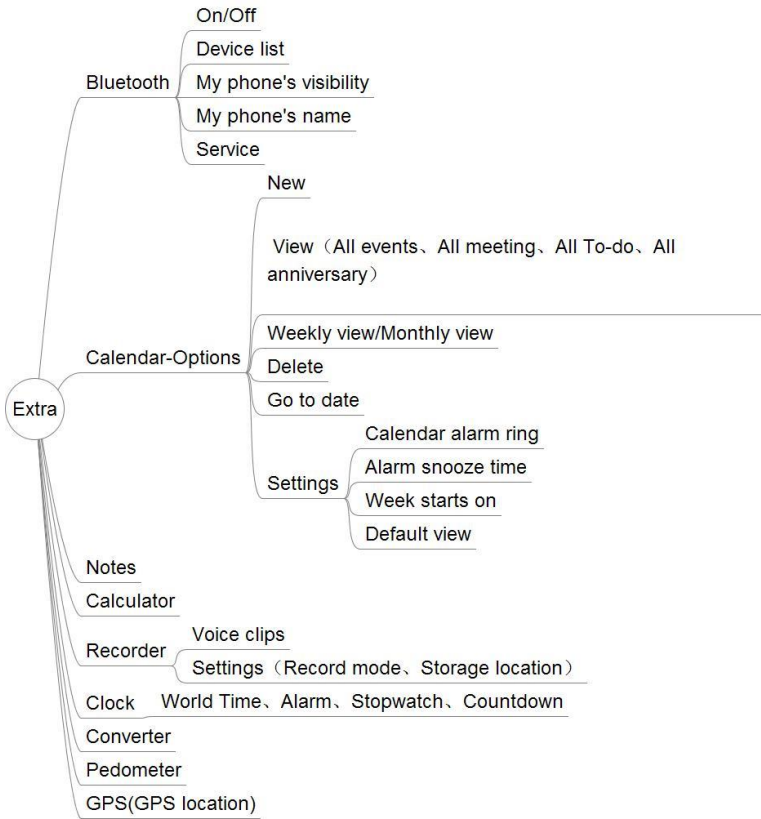 Extra
Bluetooth
On/Off
Device list
My phone's visibility
My phone's name
Service
Calendar-Options
New
View（All events、All meeting、All To-do、All
anniversary）
Weekly view/Monthly view
Delete
Go to date
Settings
Calendar alarm ring
Alarm snooze time
Week starts on
Default view
Notes
Calculator
Recorder
Voice clips
Settings（Record mode、Storage location）
Clock
World Time、Alarm、Stopwatch、Countdown
Converter
Pedometer
GPS(GPS location)